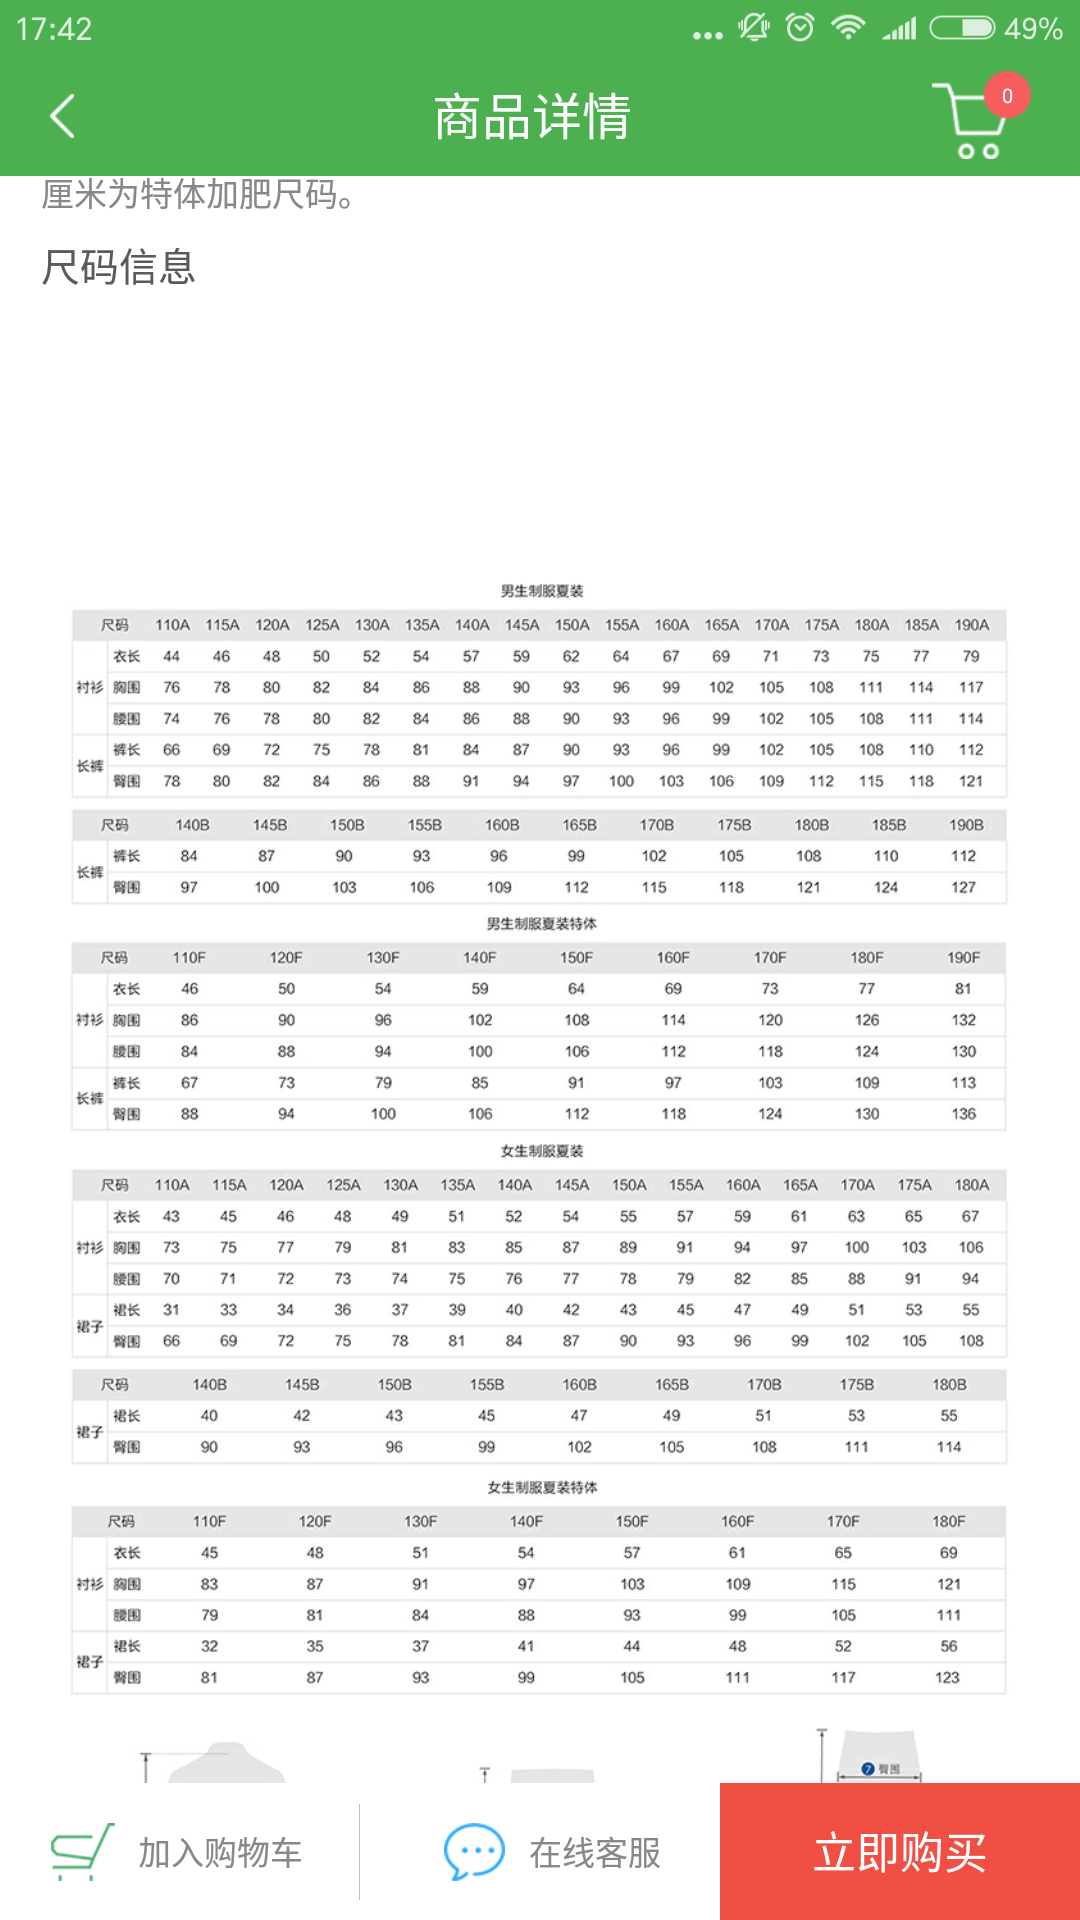 17:42 ... 49%
商品详情 0
厘米为特体加肥尺码。
尺码信息
男生制服夏装
尺码 110A 115A 120A 125A 130A 135A 140A 145A 150A 155A 160A 165A 170A 175A 180A 185A 190A
衬衫 衣长 44 46 48 50 52 54 57 59 62 64 67 69 71 73 75 77 79
胸围 76 78 80 82 84 86 88 90 93 96 99 102 105 108 111 114 117
腰围 74 76 78 80 82 84 86 88 90 93 96 99 102 105 108 111 114
长裤 裤长 66 69 72 75 78 81 84 87 90 93 96 99 102 105 108 110 112
臀围 78 80 82 84 86 88 91 94 97 100 103 106 109 112 115 118 121
尺码 140B 145B 150B 155B 160B 165B 170B 175B 180B 185B 190B
长裤 裤长 84 87 90 93 96 99 102 105 108 110 112
臀围 97 100 103 106 109 112 115 118 121 124 127
男生制服夏装特体
尺码 110F 120F 130F 140F 150F 160F 170F 180F 190F
衬衫 衣长 46 50 54 59 64 69 73 77 81
胸围 86 90 96 102 108 114 120 126 132
腰围 84 88 94 100 106 112 118 124 130
长裤 裤长 67 73 79 85 91 97 103 109 113
臀围 88 94 100 106 112 118 124 130 136
女生制服夏装
尺码 110A 115A 120A 125A 130A 135A 140A 145A 150A 155A 160A 165A 170A 175A 180A
衬衫 衣长 43 45 46 48 49 51 52 54 55 57 59 61 63 65 67
胸围 73 75 77 79 81 83 85 87 89 91 94 97 100 103 106
腰围 70 71 72 73 74 75 76 77 78 79 82 85 88 91 94
裙子 裙长 31 33 34 36 37 39 40 42 43 45 47 49 51 53 55
臀围 66 69 72 75 78 81 84 87 90 93 96 99 102 105 108
尺码 140B 145B 150B 155B 160B 165B 170B 175B 180B
裙子 裙长 40 42 43 45 47 49 51 53 55
臀围 90 93 96 99 102 105 108 111 114
女生制服夏装特体
尺码 110F 120F 130F 140F 150F 160F 170F 180F
衬衫 衣长 45 48 51 54 57 61 65 69
胸围 83 87 91 97 103 109 115 121
腰围 79 81 84 88 93 99 105 111
裙子 裙长 32 35 37 41 44 48 52 56
臀围 81 87 93 99 105 111 117 123
7 臀围
加入购物车 在线客服 立即购买